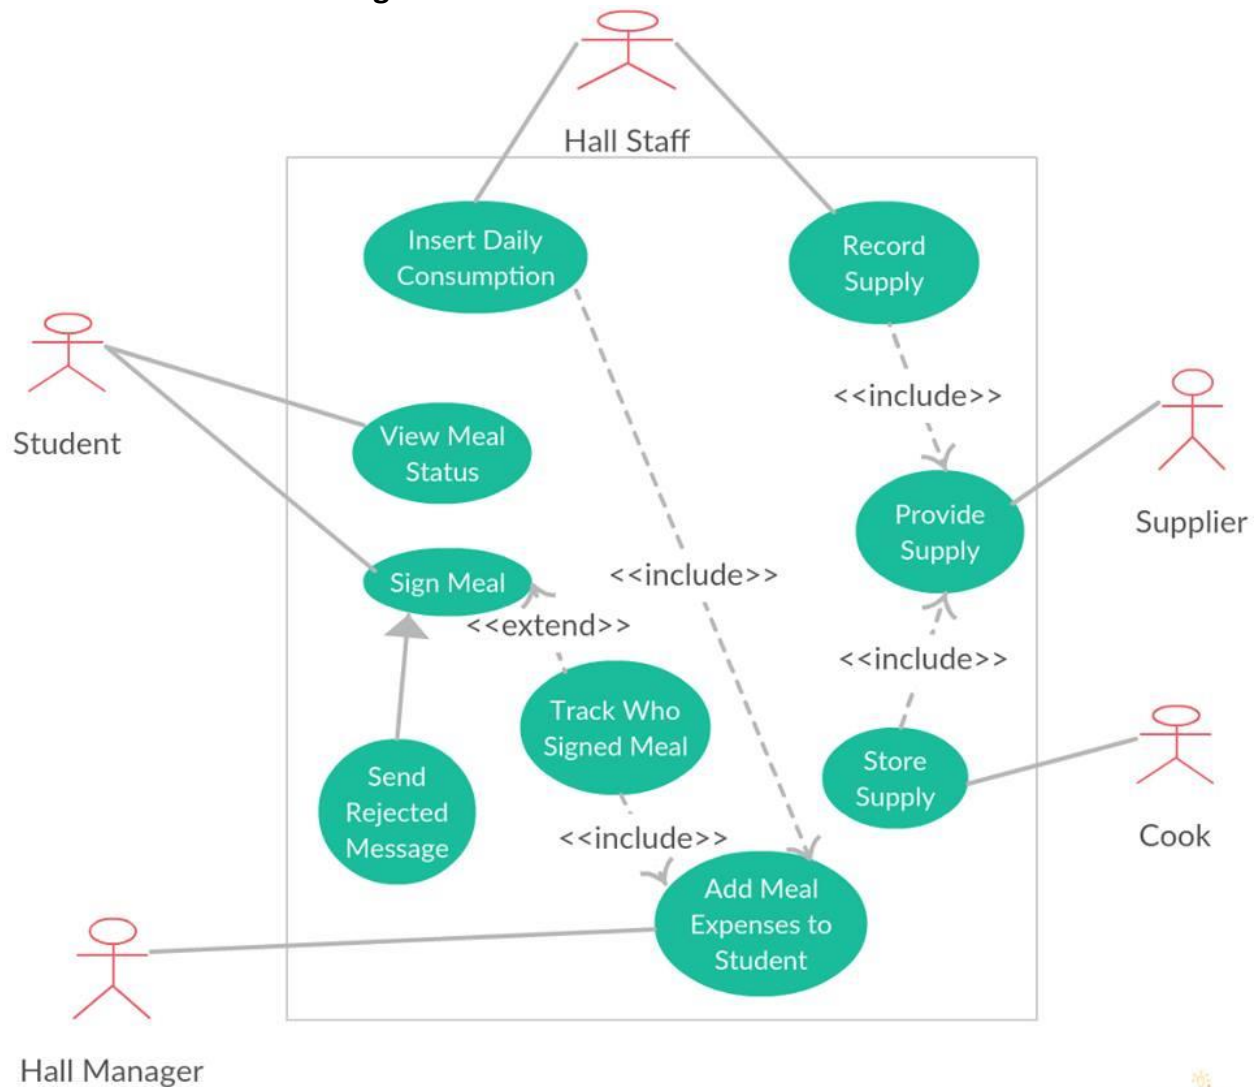 Hall Staff
Insert Daily
Consumption
Record
Supply
<<include>>
Student
View Meal
Status
Provide
Supply
Supplier
Sign Meal
<<include>>
<<extend>>
<<include>>
Track Who
Signed Meal
Store
Supply
Send
Rejected
Message
<<include>>
Cook
Add Meal
Expenses to
Student
Hall Manager